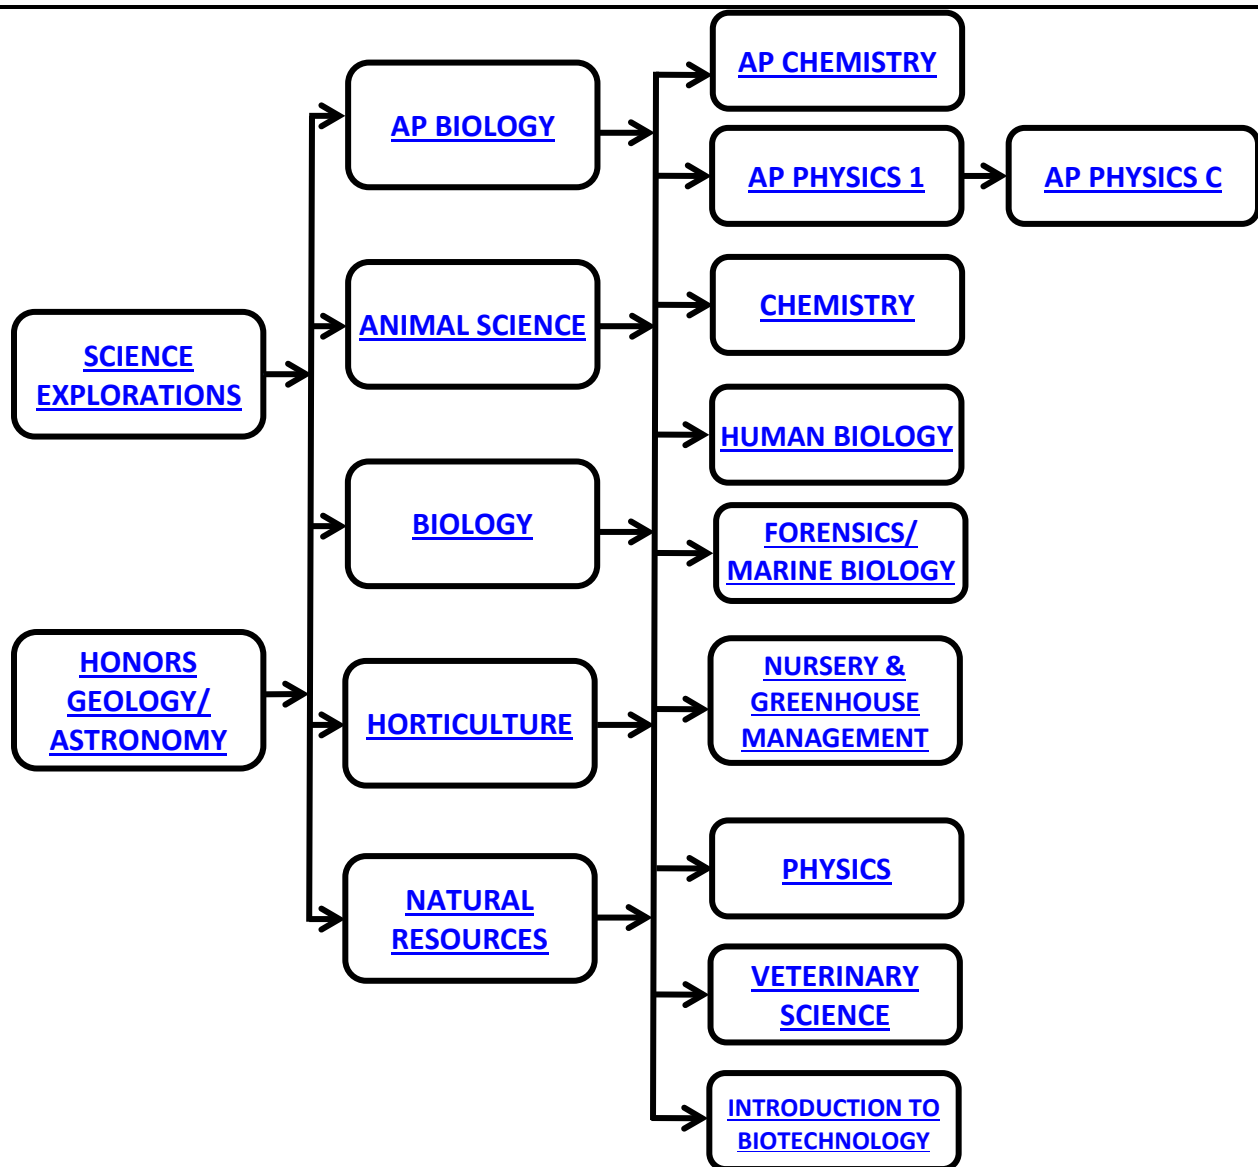 SCIENCE
EXPLORATIONS
HONORS
GEOLOGY/
ASTRONOMY
AP BIOLOGY
ANIMAL SCIENCE
BIOLOGY
HORTICULTURE
NATURAL
RESOURCES
AP CHEMISTRY
AP PHYSICS 1
AP PHYSICS C
CHEMISTRY
HUMAN BIOLOGY
FORENSICS/
MARINE BIOLOGY
NURSERY &
GREENHOUSE
MANAGEMENT
PHYSICS
VETERINARY
SCIENCE
INTRODUCTION TO
BIOTECHNOLOGY